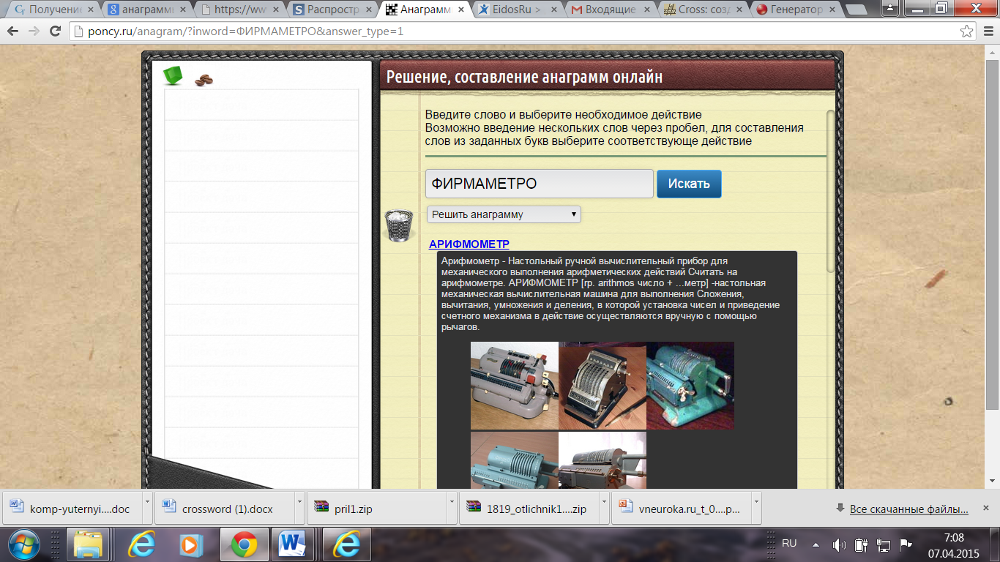 Получение
анаграммы
https://ww
Распростр
Анаграмм
EidosRu >
Входящие
Cross: созд
Генератор
poncy.ru/anagram/?inword=ФИРМАМЕТРО&answer_type=1
Решение, составление анаграмм онлайн
Введите слово и выберите необходимое действие
Возможно введение нескольких слов через пробел, для составления
слов из заданных букв выберите соответствующе действие
ФИРМАМЕТРО
Искать
Решить анаграмму
АРИФМОМЕТР
Арифмометр - Настольный ручной вычислительный прибор для
механического выполнения арифметических действий Считать на
арифмометре. АРИФМОМЕТР [гр. arithmos число + ...метр] -настольная
механическая вычислительная машина для выполнения Сложения,
вычитания, умножения и деления, в которой установка чисел и приведение
счетного механизма в действие осуществляются вручную с помощью
рычагов.
komp-yuternyi....doc
crossword (1).docx
pril1.zip
1819_otlichnik1....zip
vneuroka.ru_t_0....p...
Все скачанные файлы...
RU
7:08
07.04.2015